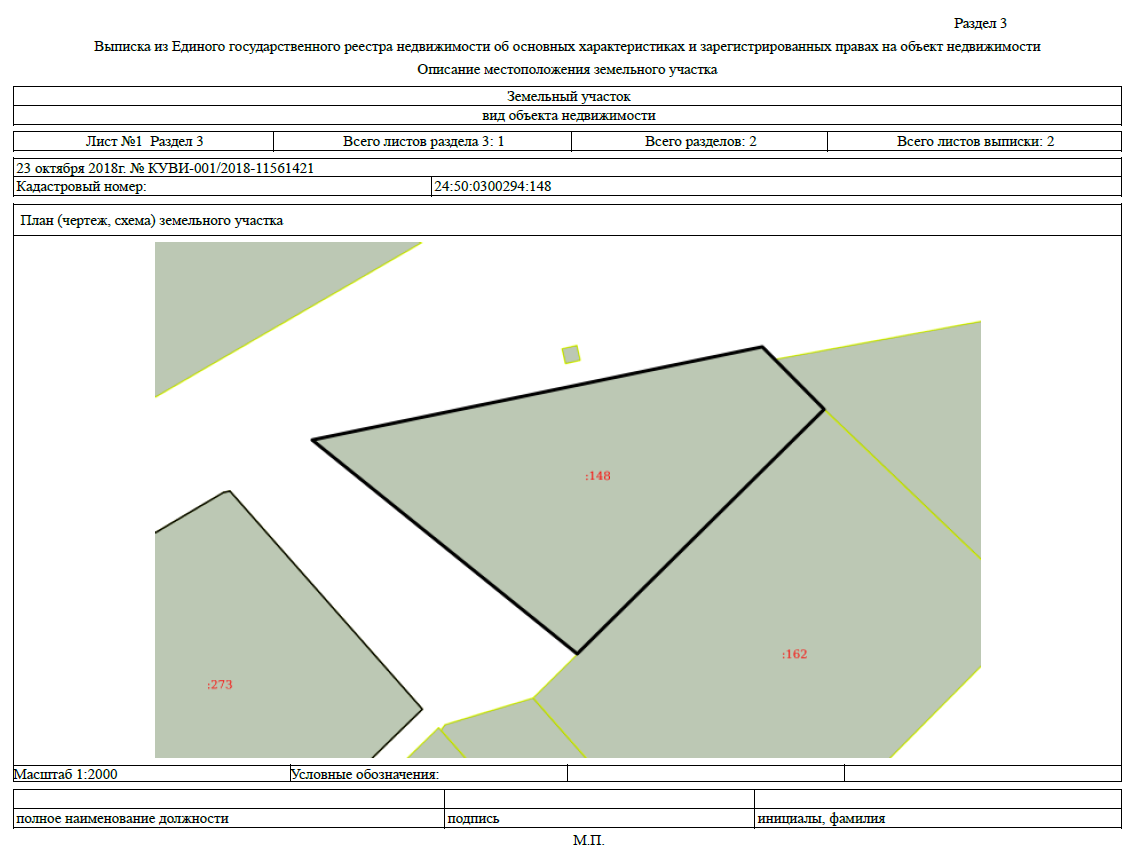 Раздел 3
Выписка из Единого государственного реестра недвижимости об основных характеристиках и зарегистрированных правах на объект недвижимости
Описание местоположения земельного участка
Земельный участок
вид объекта недвижимости
Лист №1 Раздел 3 Всего листов раздела 3: 1 Всего разделов: 2 Всего листов выписки: 2
23 октября 2018г. № КУВИ-001/2018-11561421
Кадастровый номер: 24:50:0300294:148
План (чертеж, схема) земельного участка
:148
:162
:273
Масштаб 1:2000 Условные обозначения:
полное наименование должности подпись инициалы, фамилия
М.П.